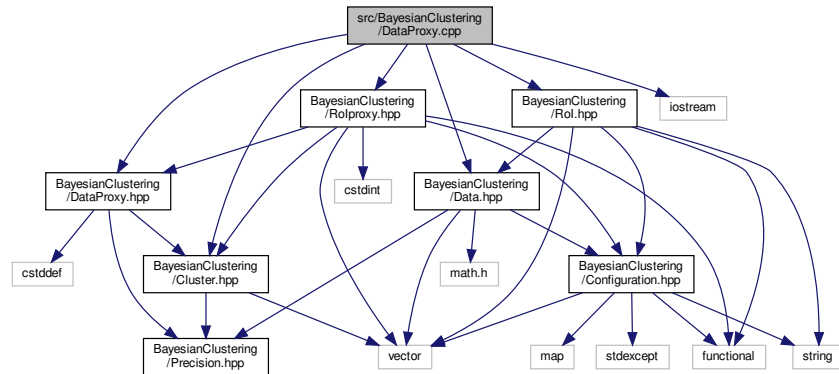 src/BayesianClustering
/DataProxy.cpp
BayesianClustering
/RoIproxy.hpp
BayesianClustering
/RoI.hpp
iostream
BayesianClustering
/DataProxy.hpp
cstdint
BayesianClustering
/Data.hpp
cstddef
BayesianClustering
/Cluster.hpp
math.h
BayesianClustering
/Configuration.hpp
BayesianClustering
/Precision.hpp
vector
map
stdexcept
functional
string